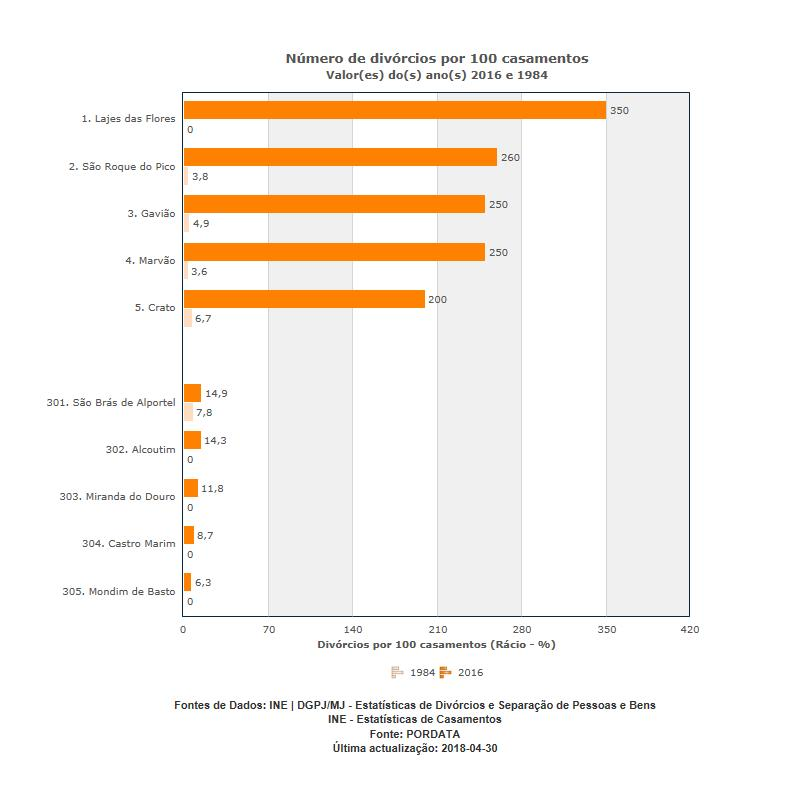 Número de divórcios por 100 casamentos
Valor(es) do(s) ano(s) 2016 e 1984
1. Lajes das Flores
350
0
2. São Roque do Pico
260
3,8
3. Gavião
250
4,9
4. Marvão
250
3,6
5. Crato
200
6,7
301. São Brás de Alportel
14,9
7,8
302. Alcoutim
14,3
0
303. Miranda do Douro
11,8
0
304. Castro Marim
8,7
0
305. Mondim de Basto
6,3
0
0 70 140 210 280 350 420
Divórcios por 100 casamentos (Rácio - %)
1984 2016
Fontes de Dados: INE | DGPJ/MJ - Estatísticas de Divórcios e Separação de Pessoas e Bens
INE - Estatísticas de Casamentos
Fonte: PORDATA
Última actualização: 2018-04-30